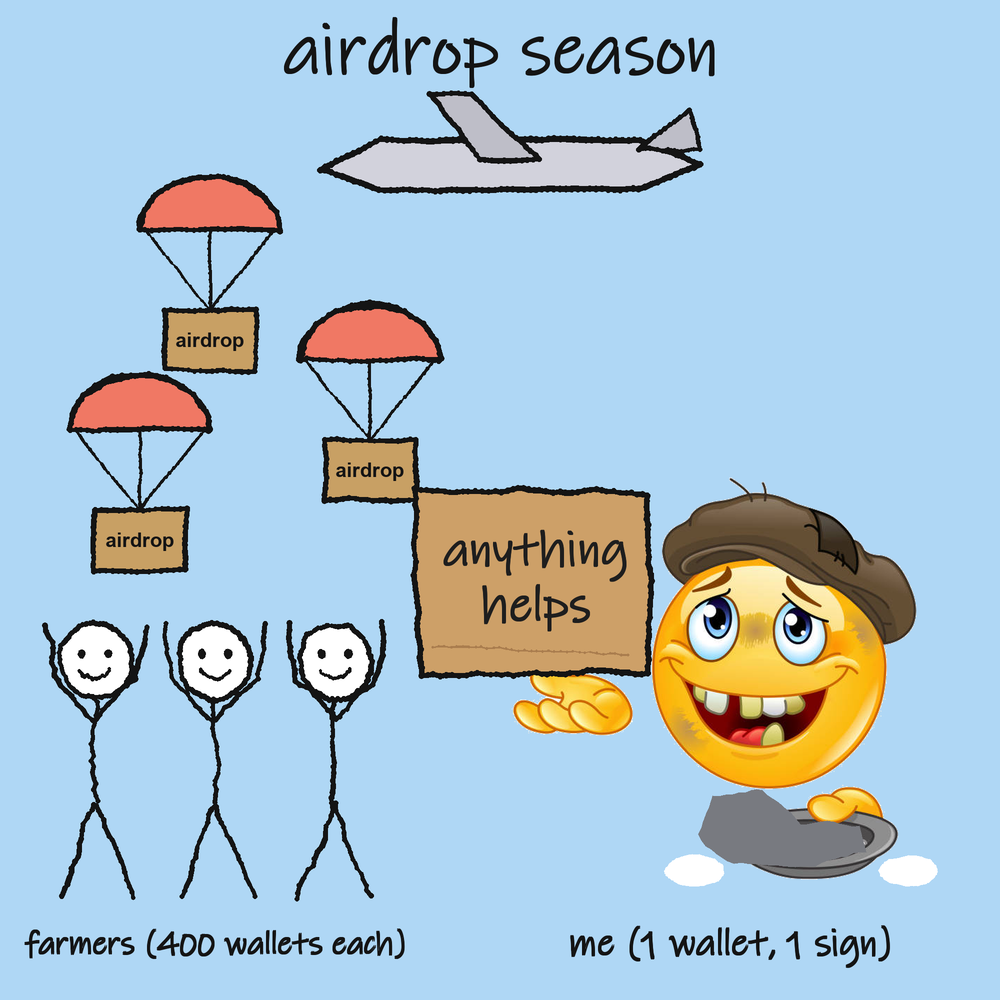 airdrop season
airdrop
airdrop
airdrop
anything
helps
farmers (400 wallets each)
me (1 wallet, 1 sign)